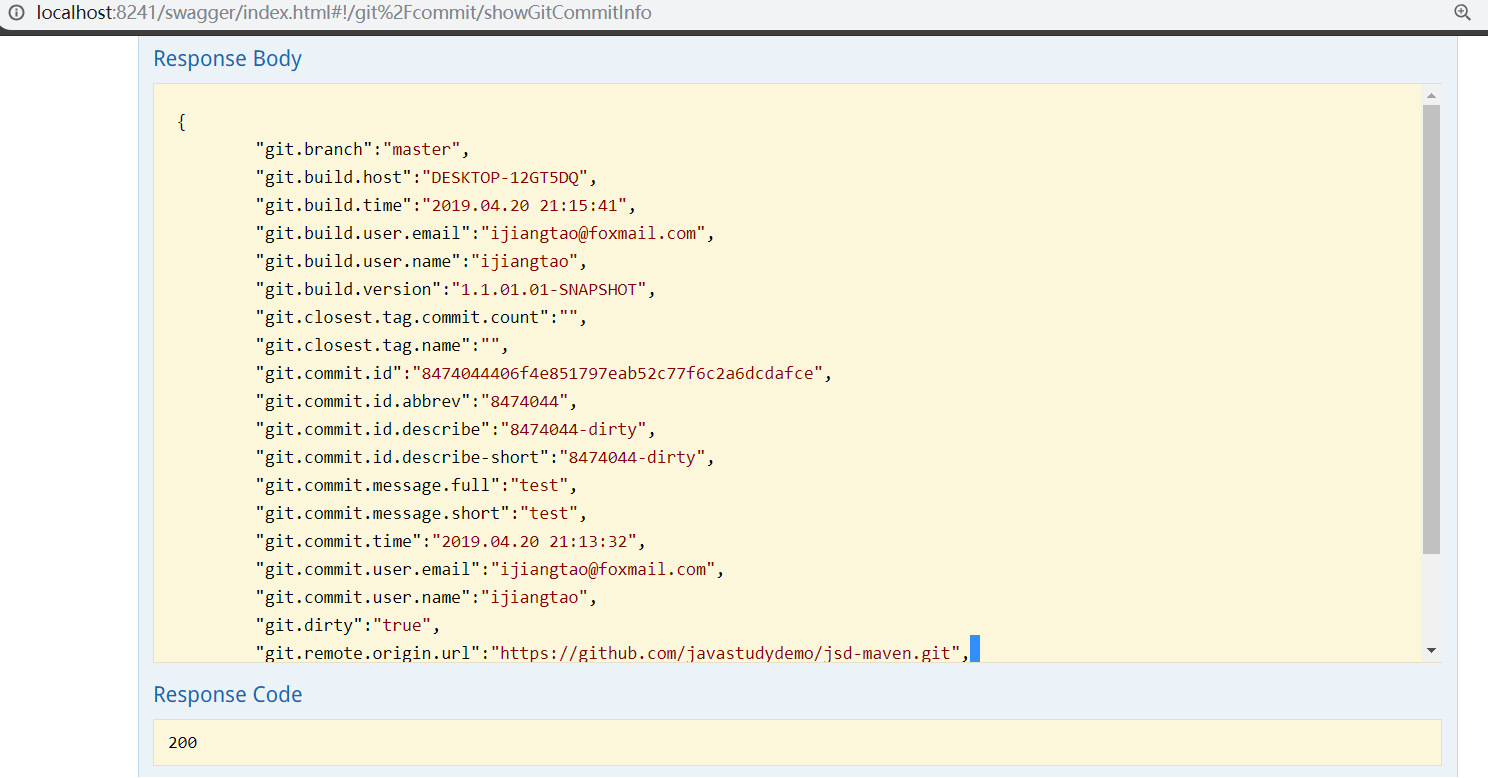 localhost:8241/swagger/index.html#!/git%2Fcommit/showGitCommitInfo
Response Body
{
"git.branch":"master",
"git.build.host":"DESKTOP-12GT5DQ",
"git.build.time":"2019.04.20 21:15:41",
"git.build.user.email":"ijiangtao@foxmail.com",
"git.build.user.name":"ijiangtao",
"git.build.version":"1.1.01.01-SNAPSHOT",
"git.closest.tag.commit.count":"",
"git.closest.tag.name":"",
"git.commit.id":"8474044406f4e851797eab52c77f6c2a6dcdafce",
"git.commit.id.abbrev":"8474044",
"git.commit.id.describe":"8474044-dirty",
"git.commit.id.describe-short":"8474044-dirty",
"git.commit.message.full":"test",
"git.commit.message.short":"test",
"git.commit.time":"2019.04.20 21:13:32",
"git.commit.user.email":"ijiangtao@foxmail.com",
"git.commit.user.name":"ijiangtao",
"git.dirty":"true",
"git.remote.origin.url":"https://github.com/javastudydemo/jsd-maven.git",
Response Code
200